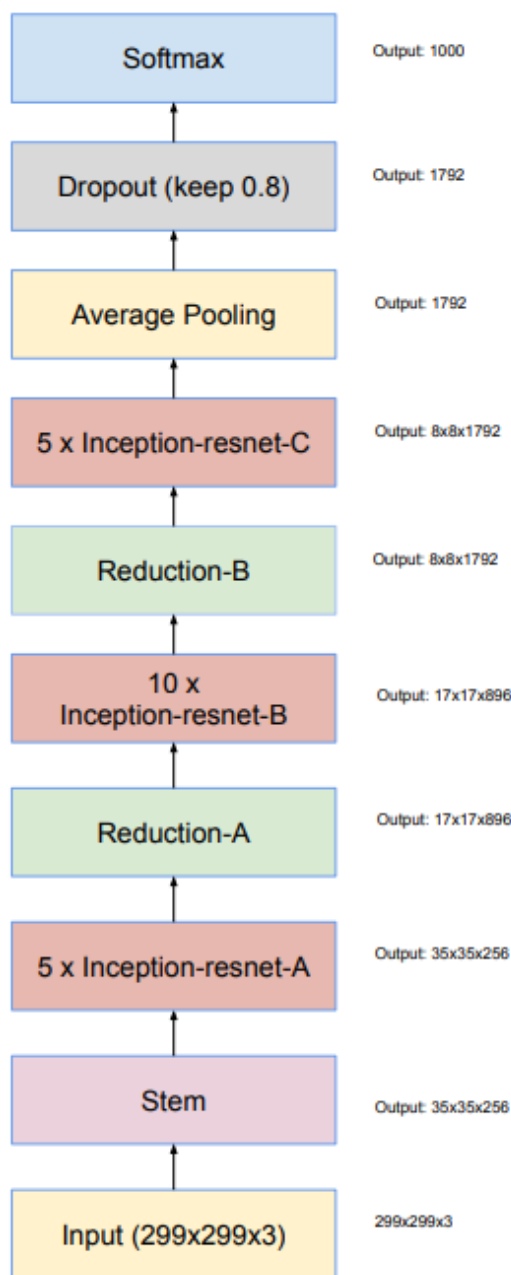 Softmax
Output: 1000
Dropout (keep 0.8)
Output: 1792
Average Pooling
Output: 1792
5 x Inception-resnet-C
Output: 8x8x1792
Reduction-B
Output: 8x8x1792
10 x
Inception-resnet-B
Output: 17x17x896
Reduction-A
Output: 17x17x896
5 x Inception-resnet-A
Output: 35x35x256
Stem
Output: 35x35x256
Input (299x299x3)
299x299x3